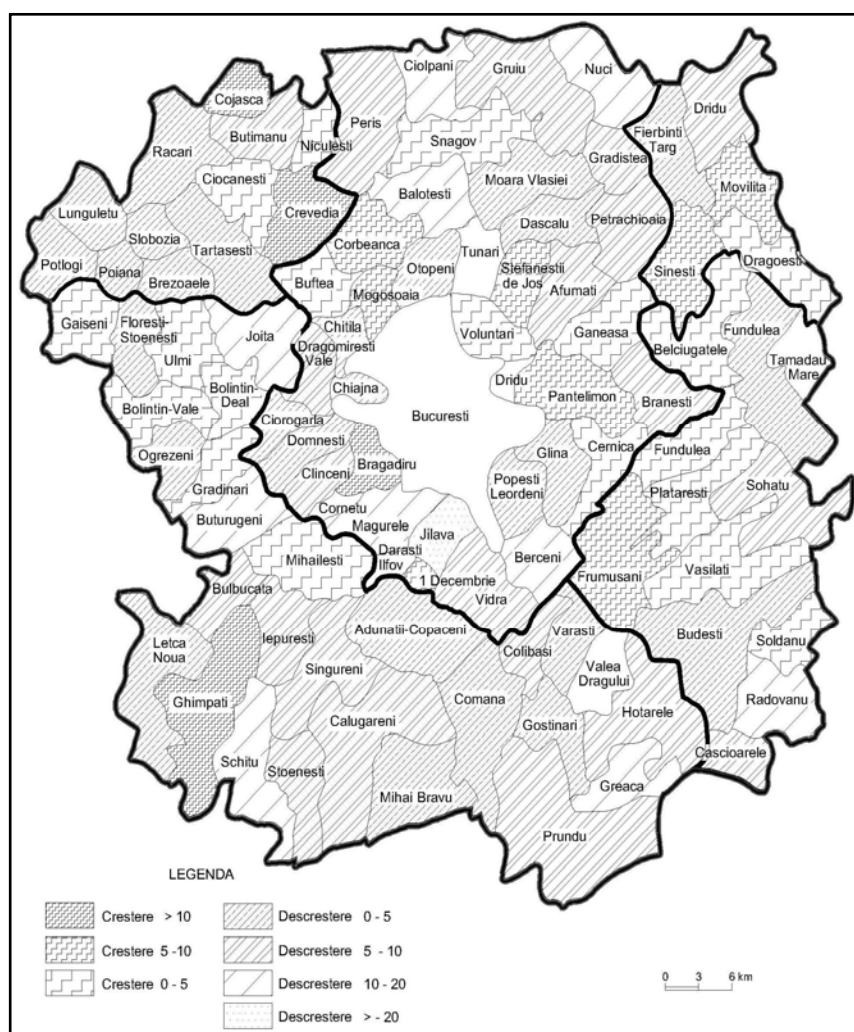 Ciolpani
Gruiu
Nuci
Cojasca
Peris
Dridu
Butimanu
Niculesti
Snagov
Fierbinti
Targ
Racari
Gradistea
Ciocanesti
Balotesti
Moara Vlasiei
Movilita
Lunguletu
Crevedia
Dascalu
Petrachioaia
Slobozia
Corbeanca
Tunari
Tartasesti
Otopeni
Stefanestii
de Jos
Sinesti
Dragoesti
Potlogi
Poiana
Brezoaele
Buftea
Mogosoaia
Afumati
Gaiseni
Floresti-
Stoenesti
Joita
Chitila
Voluntari
Ganeasa
Fundulea
Ulmi
Dragomiresti
Vale
Belciugatele
Tamadau
Mare
Bolintin-
Deal
Chiajna
Dridu
Pantelimon
Bolintin-Vale
Bucuresti
Branesti
Ciorogarla
Domnesti
Cernica
Ogrezeni
Bragadiru
Glina
Fundulea
Clinceni
Popesti
Leordeni
Gradinari
Plataresti
Sohatu
Buturugeni
Cornetu
Magurele
Jilava
Mihailesti
Darasti
Ilfov
Berceni
Vasilati
1 Decembrie
Frumusani
Bulbucata
Vidra
Iepuresti
Adunatii-Copaceni
Varasti
Budesti
Soldanu
Letca
Noua
Colibasi
Singureni
Valea
Dragului
Ghimpati
Comana
Radovanu
Calugareni
Gostinari
Hotarele
Schitu
Stoenesti
Cascioarele
Mihai Bravu
Greaca
Prundu
LEGENDA
Crestere > 10
Descrestere 0 - 5
Crestere 5 -10
Descrestere 5 - 10
Crestere 0 - 5
Descrestere 10 - 20
Descrestere > - 20
0 3 6 km